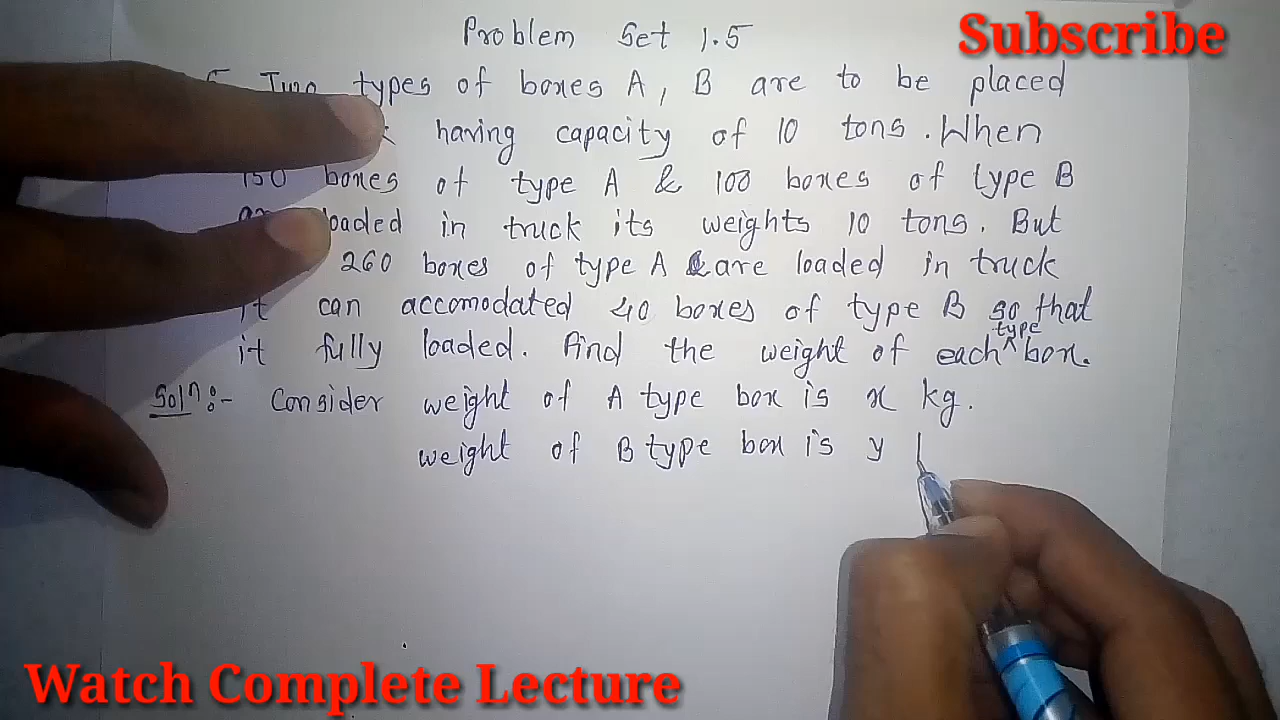 Problem Set 1.5
Subscribe
types of boxes A, B are to be placed
having capacity of 10 tons. When
150 boxes of type A & 100 boxes of type B
loaded in truck its weights 10 tons. But
260 boxes of type A & are loaded in truck
it can accomodated 40 boxes of type B so that
it fully loaded. Find the weight of each type box.
Soln:- Consider weight of A type box is x kg.
weight of B type box is y
Watch Complete Lecture